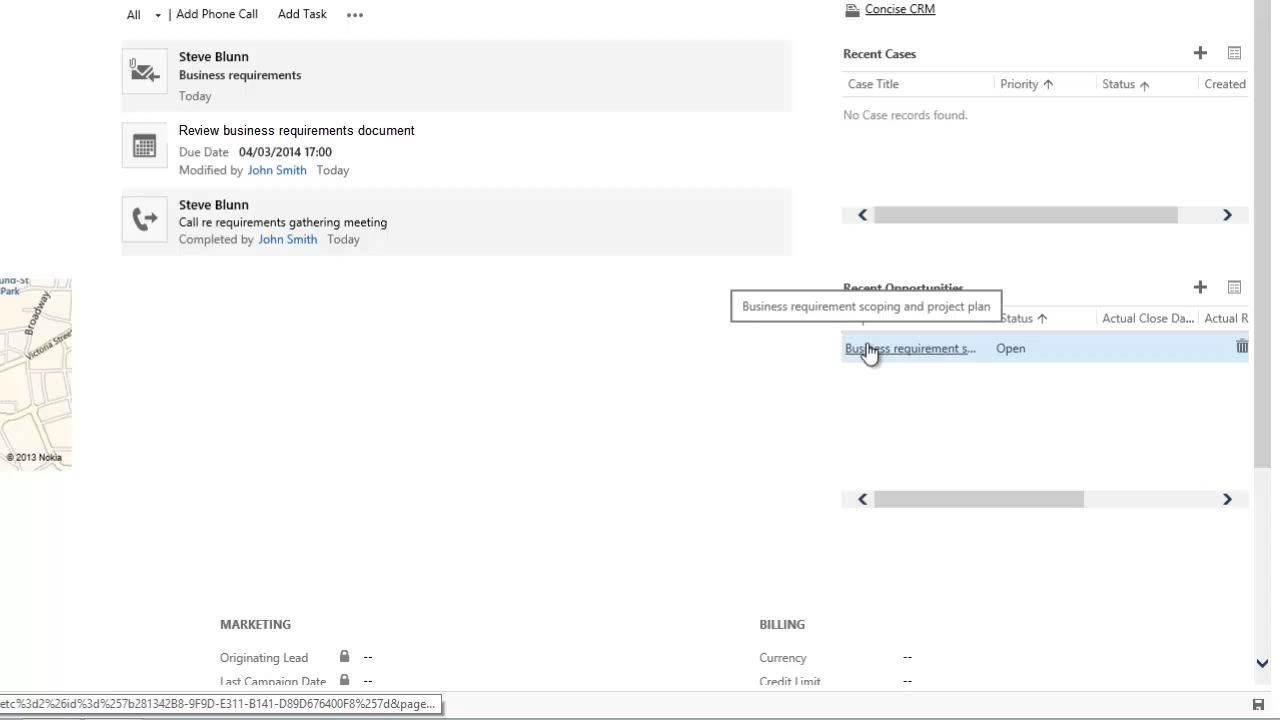 All | Add Phone Call Add Task •••
Concise CRM
Steve Blunn
Business requirements
Today
Recent Cases
Case Title Priority Status Created
No Case records found.
Review business requirements document
Due Date 04/03/2014 17:00
Modified by John Smith Today
Steve Blunn
Call re requirements gathering meeting
Completed by John Smith Today
Recent Opportunities
Business requirement scoping and project plan
Status Actual Close Da... Actual R
Business requirement s... Open
Park
Broadway
Victoria Street
© 2013 Nokia
MARKETING
Originating Lead --
Last Campaign Date --
BILLING
Currency --
Credit Limit --
etc%3d2%26id%3d%257b281342B8-9F9D-E311-B141-D89D676400F8%257d&page...